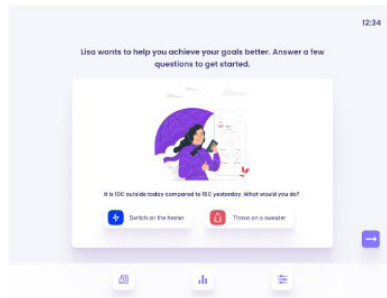 12:34
Lisa wants to help you achieve your goals better. Answer a few
questions to get started.
It is 10C outside today compared to 15C yesterday. What would you do?
Switch on the heater
Throw on a sweater